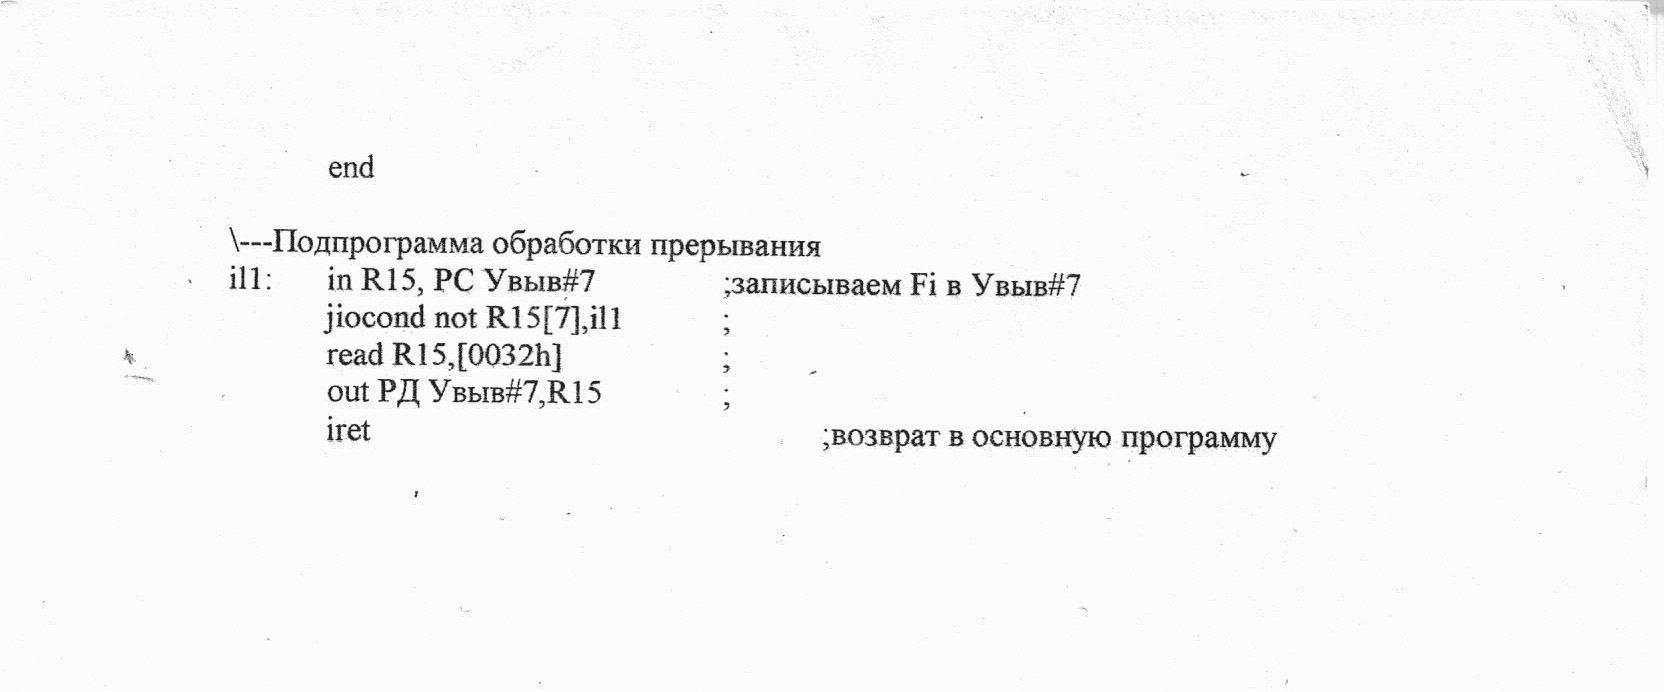 end
\---Подпрограмма обработки прерывания
il1: in R15, РС Увыв#7 ;записываем Fi в Увыв#7
jiocond not R15[7],il1 ;
read R15,[0032h] ;
out РД Увыв#7,R15 ;
iret ;возврат в основную программу